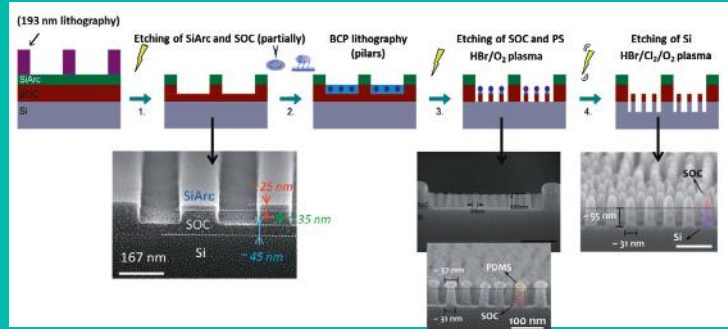 (193 nm lithography)
Etching of SiArc and SOC (partially)
BCP lithography
(pillars)
Etching of SOC and PS
HBr/O₂ plasma
Etching of Si
HBr/Cl₂/O₂ plasma
SiArc
SOC
Si
1.
2.
3.
4.
SiArc
SOC
Si
~25 nm
~35 nm
~45 nm
167 nm
~ 37 nm
PDMS
~ 31 nm
SOC
100 nm
SOC
~ 55 nm
Si
~ 31 nm